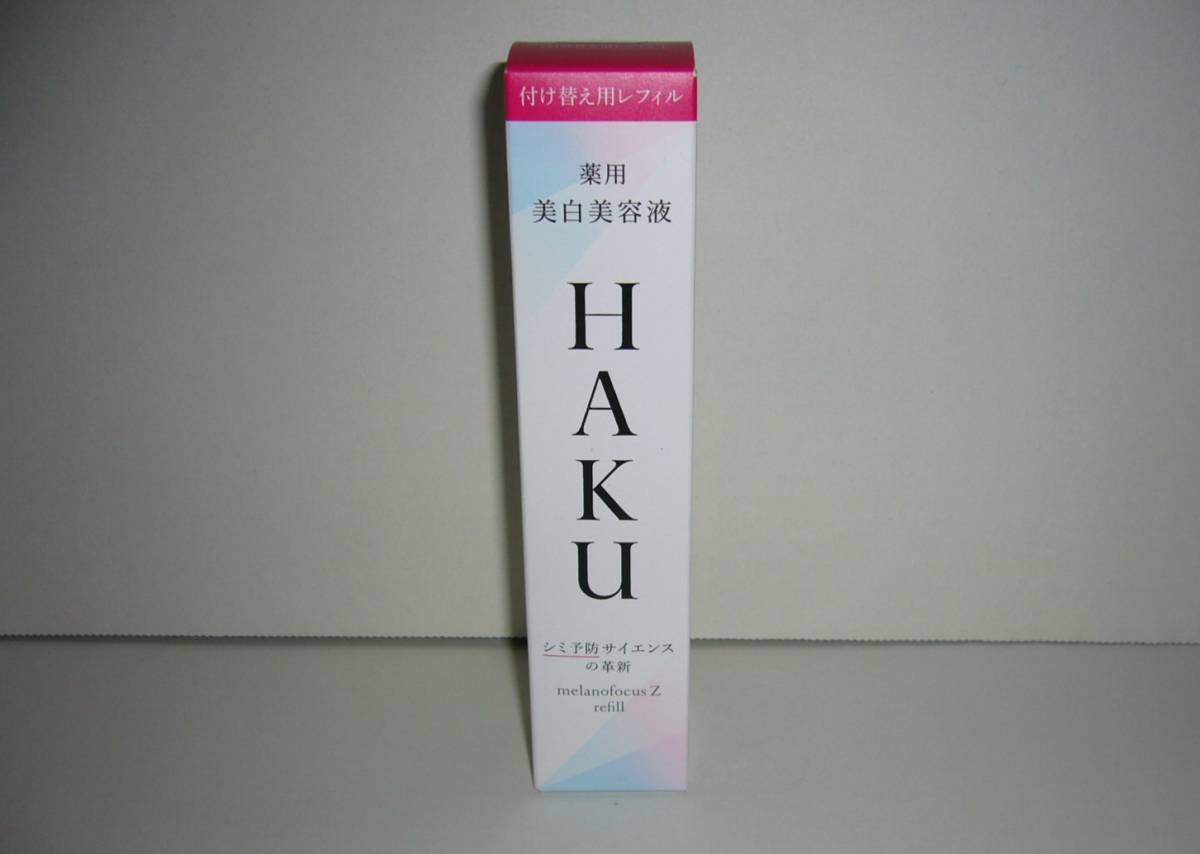 付け替え用レフィル
薬用
美白美容液
HAKU
シミ予防サイエンス
の革新
melanofocus Z
refill